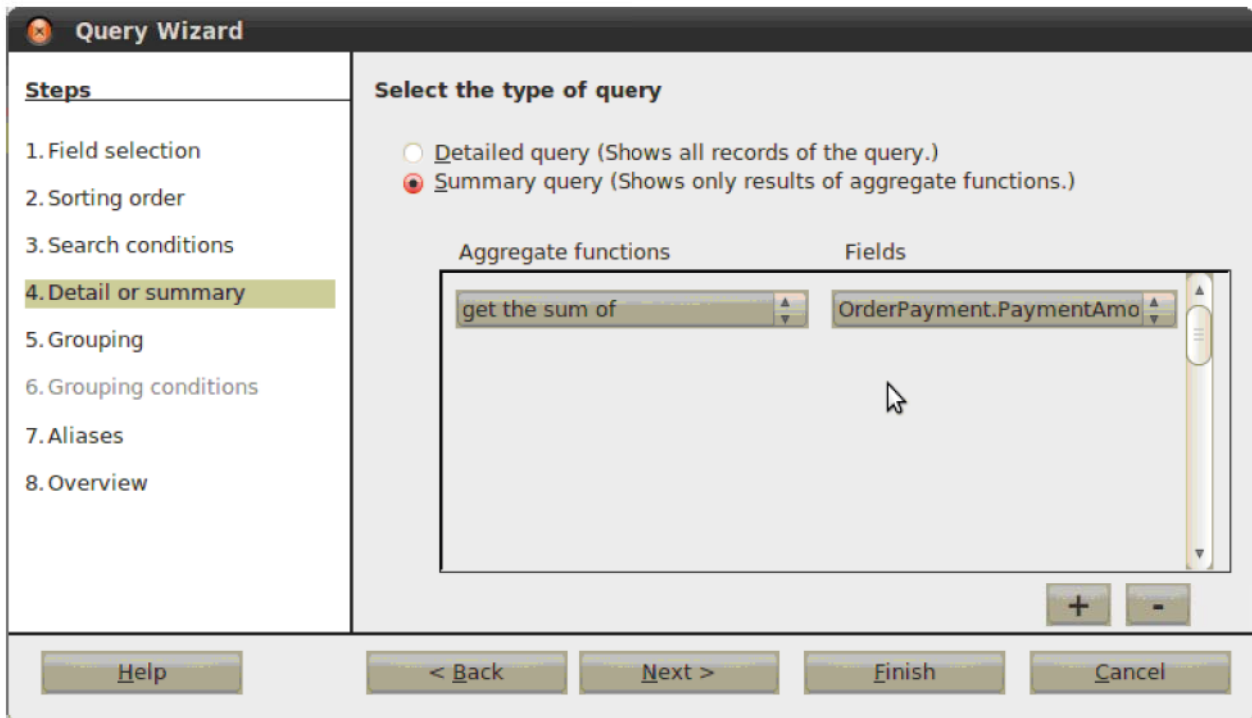 Query Wizard
Steps
1. Field selection
2. Sorting order
3. Search conditions
4. Detail or summary
5. Grouping
6. Grouping conditions
7. Aliases
8. Overview
Select the type of query
Detailed query (Shows all records of the query.)
Summary query (Shows only results of aggregate functions.)
Aggregate functions Fields
get the sum of OrderPayment.PaymentAmo
+ -
Help < Back Next > Finish Cancel